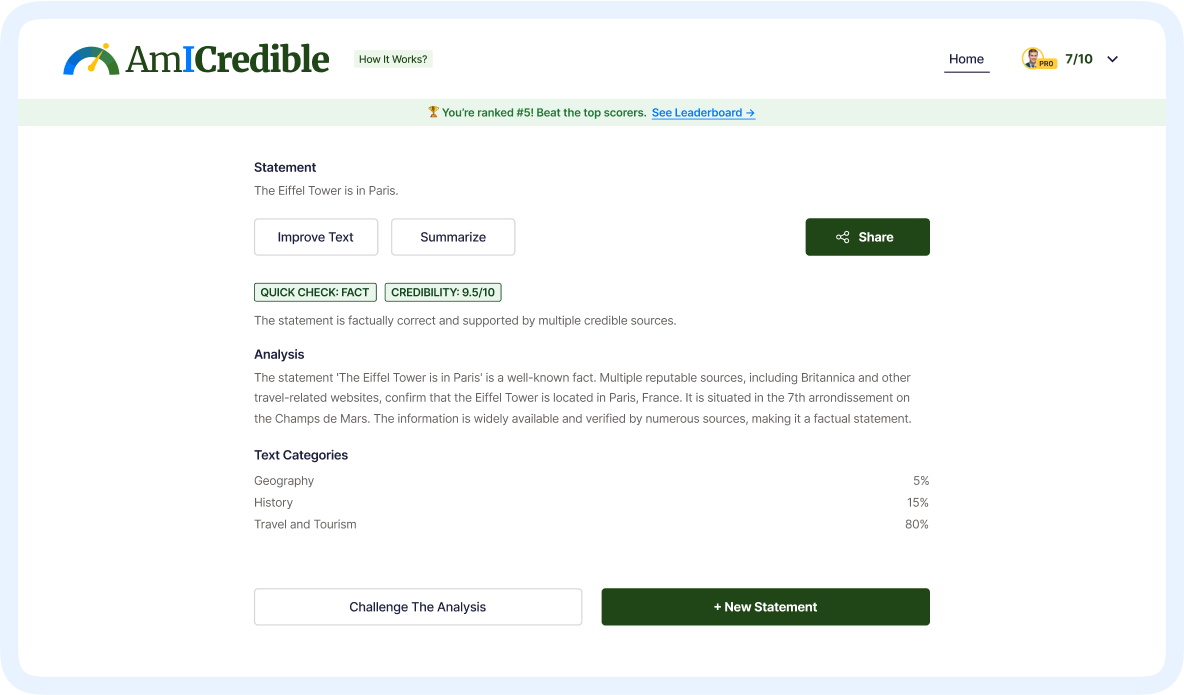 AmICredible
How It Works?
Home
PRO
7/10
🏆 You're ranked #5! Beat the top scorers. See Leaderboard →
Statement
The Eiffel Tower is in Paris.
Improve Text
Summarize
Share
QUICK CHECK: FACT
CREDIBILITY: 9.5/10
The statement is factually correct and supported by multiple credible sources.
Analysis
The statement 'The Eiffel Tower is in Paris' is a well-known fact. Multiple reputable sources, including Britannica and other
travel-related websites, confirm that the Eiffel Tower is located in Paris, France. It is situated in the 7th arrondissement on
the Champs de Mars. The information is widely available and verified by numerous sources, making it a factual statement.
Text Categories
Geography 5%
History 15%
Travel and Tourism 80%
Challenge The Analysis
+ New Statement